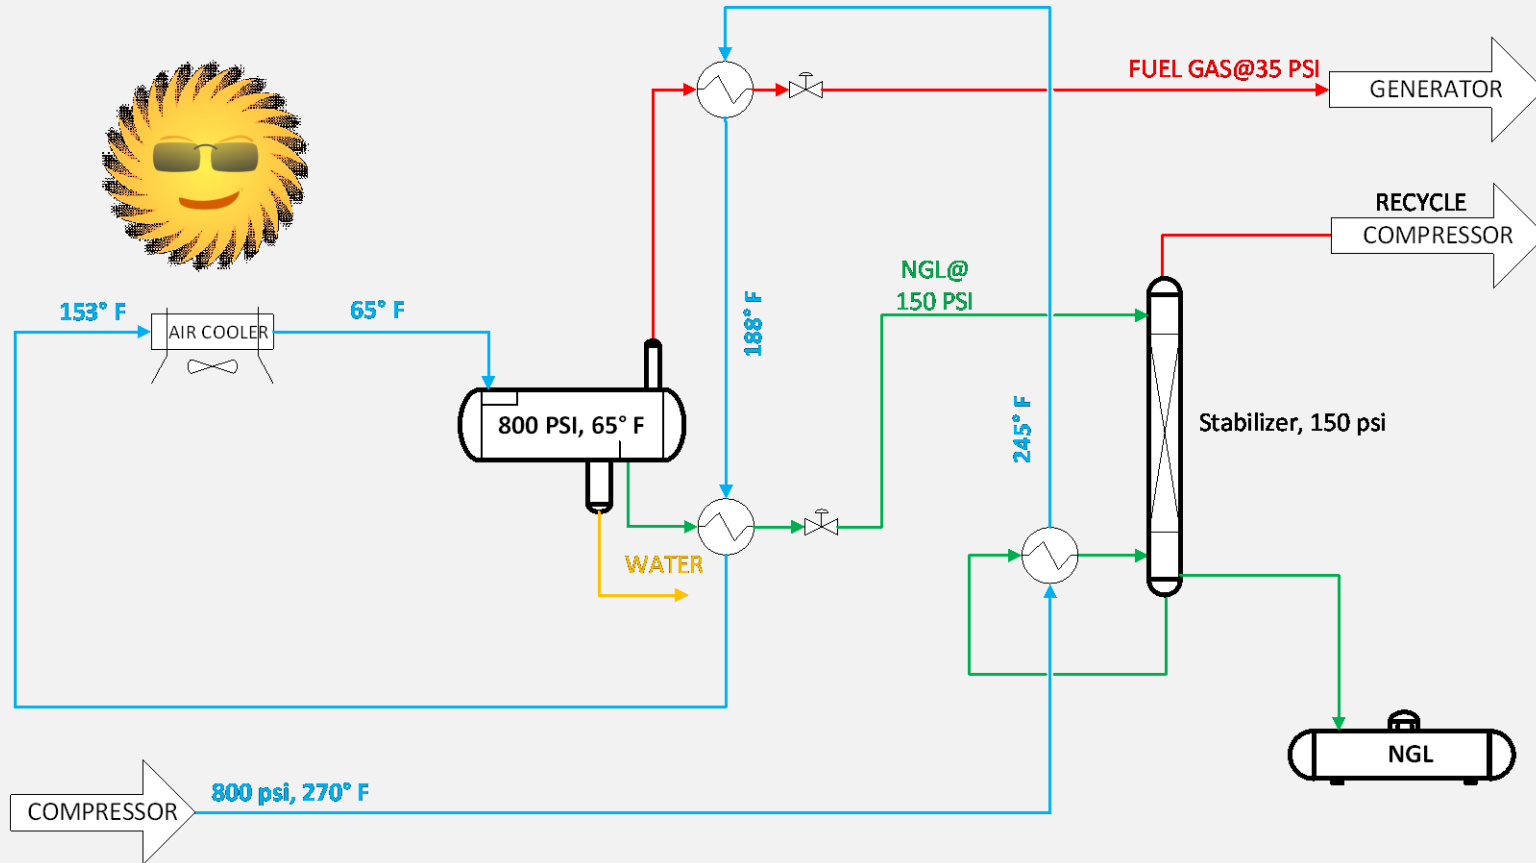 FUEL GAS@35 PSI
GENERATOR
RECYCLE
COMPRESSOR
NGL@
150 PSI
153° F
65° F
AIR COOLER
188° F
800 PSI, 65° F
245° F
Stabilizer, 150 psi
WATER
NGL
800 psi, 270° F
COMPRESSOR